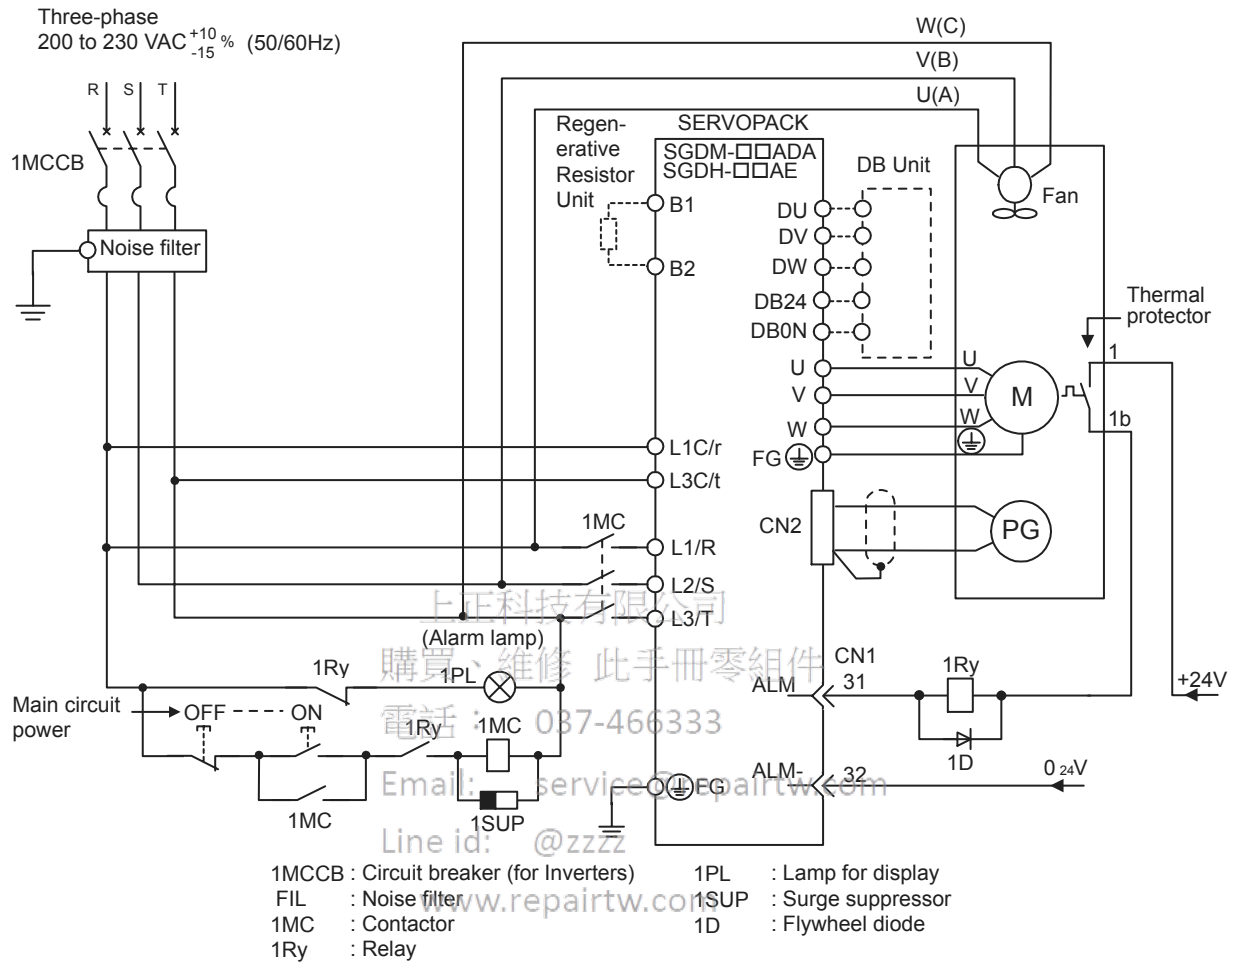 Three-phase
200 to 230 VAC +10 -15 % (50/60Hz)
R S T
1MCCB
Noise filter
W(C)
V(B)
U(A)
Regen-
erative
Resistor
Unit
SERVOPACK
SGDM-□□ADA
SGDH-□□AE
DB Unit
Fan
B1
B2
DU
DV
DW
DB24
DB0N
U
V
W
FG
U
V
W
M
Thermal
protector
1
1b
L1C/r
L3C/t
CN2
PG
1MC
L1/R
L2/S
L3/T
上正科技有限公司
(Alarm lamp)
購買、維修 此手冊零組件
1Ry
1PL
CN1
ALM
31
1Ry
+24V
Main circuit
power
OFF
ON
電話： 037-466333
1Ry
1MC
1D
ALM-
32
0 24V
Email: service@repairtw.com
FG
1MC
1SUP
Line id: @zzzz
1MCCB : Circuit breaker (for Inverters)
FIL : Noise filter
1MC : Contactor
1Ry : Relay
1PL : Lamp for display
1SUP : Surge suppressor
1D : Flywheel diode
www.repairtw.com